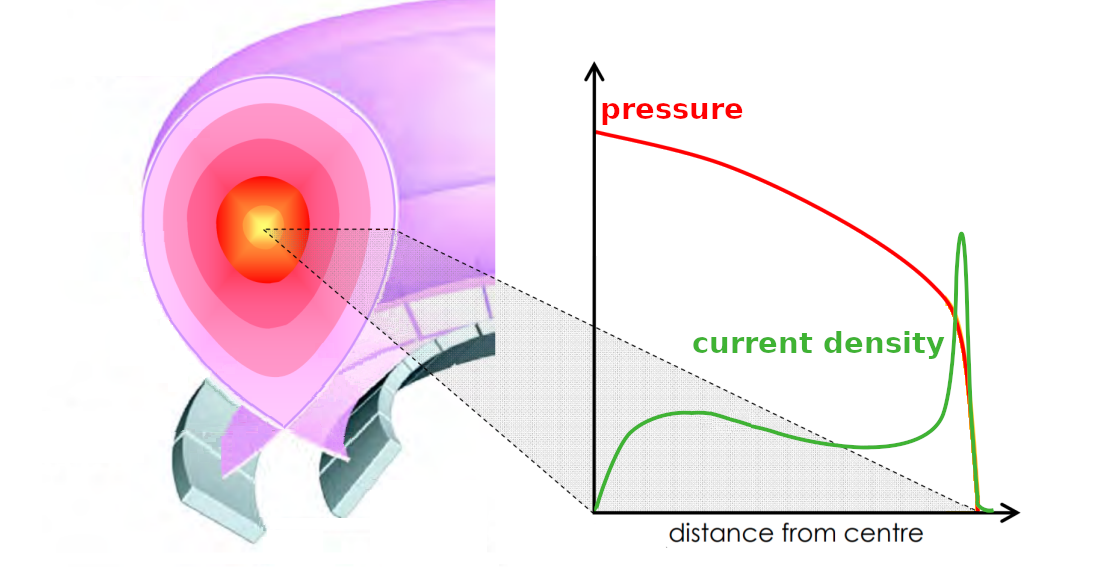 pressure
current density
distance from centre